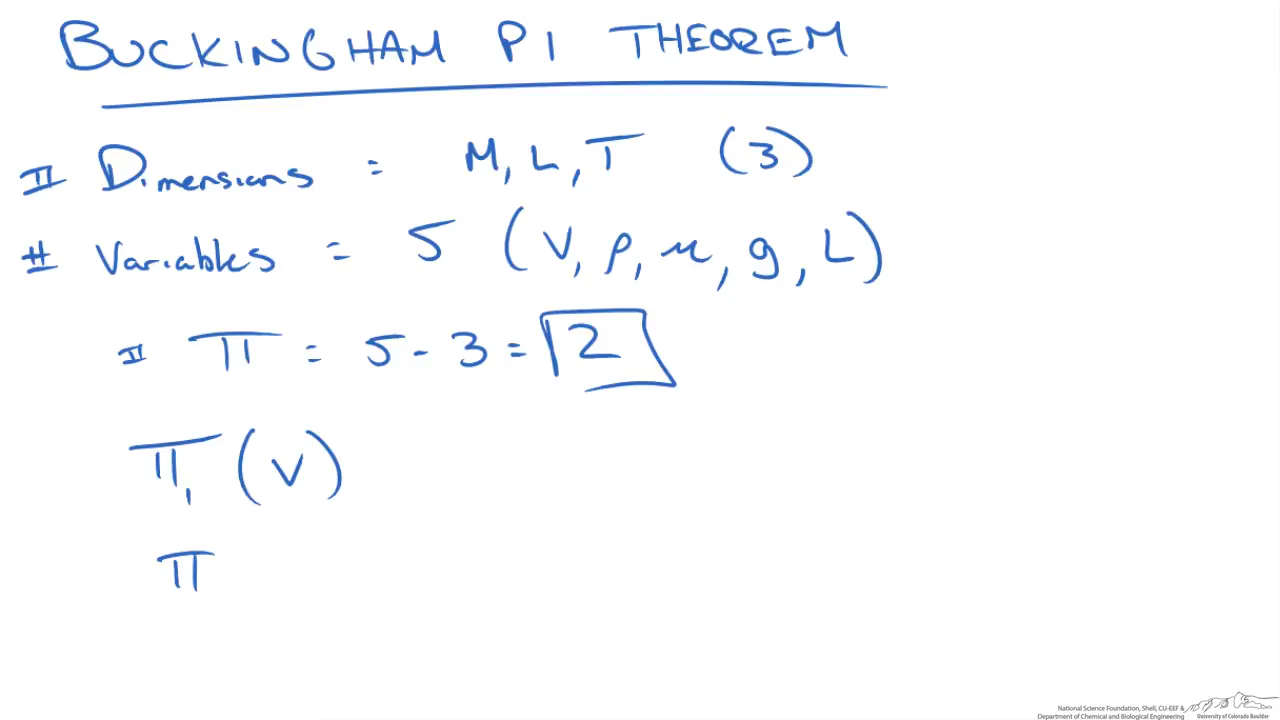 BUCKINGHAM PI THEOREM
# Dimensions = M, L, T (3)
# Variables = 5 (V, ρ, μ, g, L)
# π = 5 - 3 = 2
π₁ (V)
π
National Science Foundation, Shell, CU-EEF &
Department of Chemical and Biological Engineering
University of Colorado Boulder